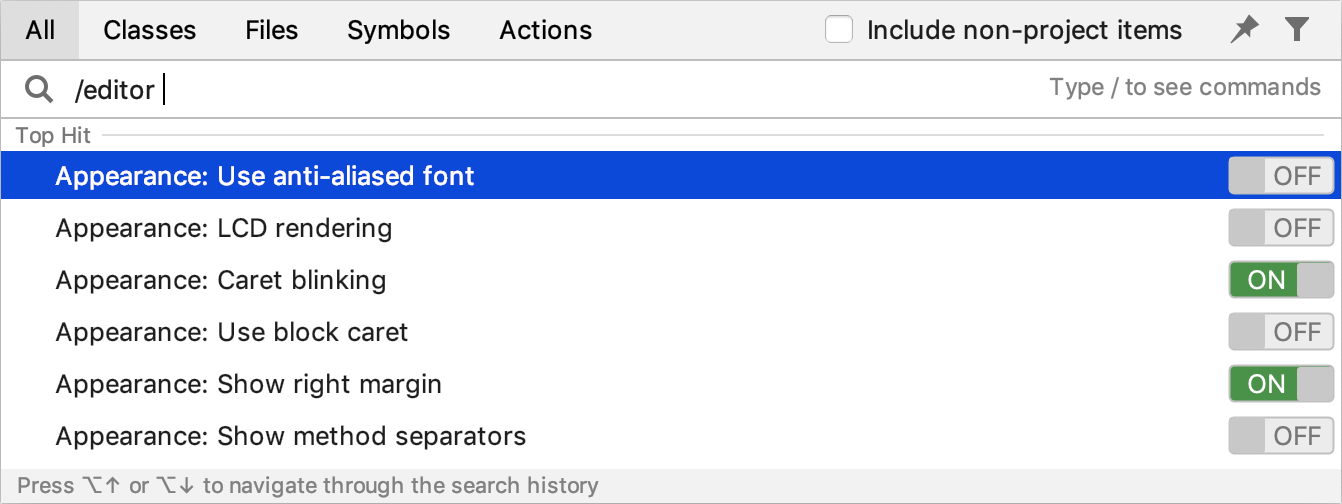 All Classes Files Symbols Actions Include non-project items
/editor Type / to see commands
Top Hit
Appearance: Use anti-aliased font OFF
Appearance: LCD rendering OFF
Appearance: Caret blinking ON
Appearance: Use block caret OFF
Appearance: Show right margin ON
Appearance: Show method separators OFF
Press ⌥↑ or ⌥↓ to navigate through the search history